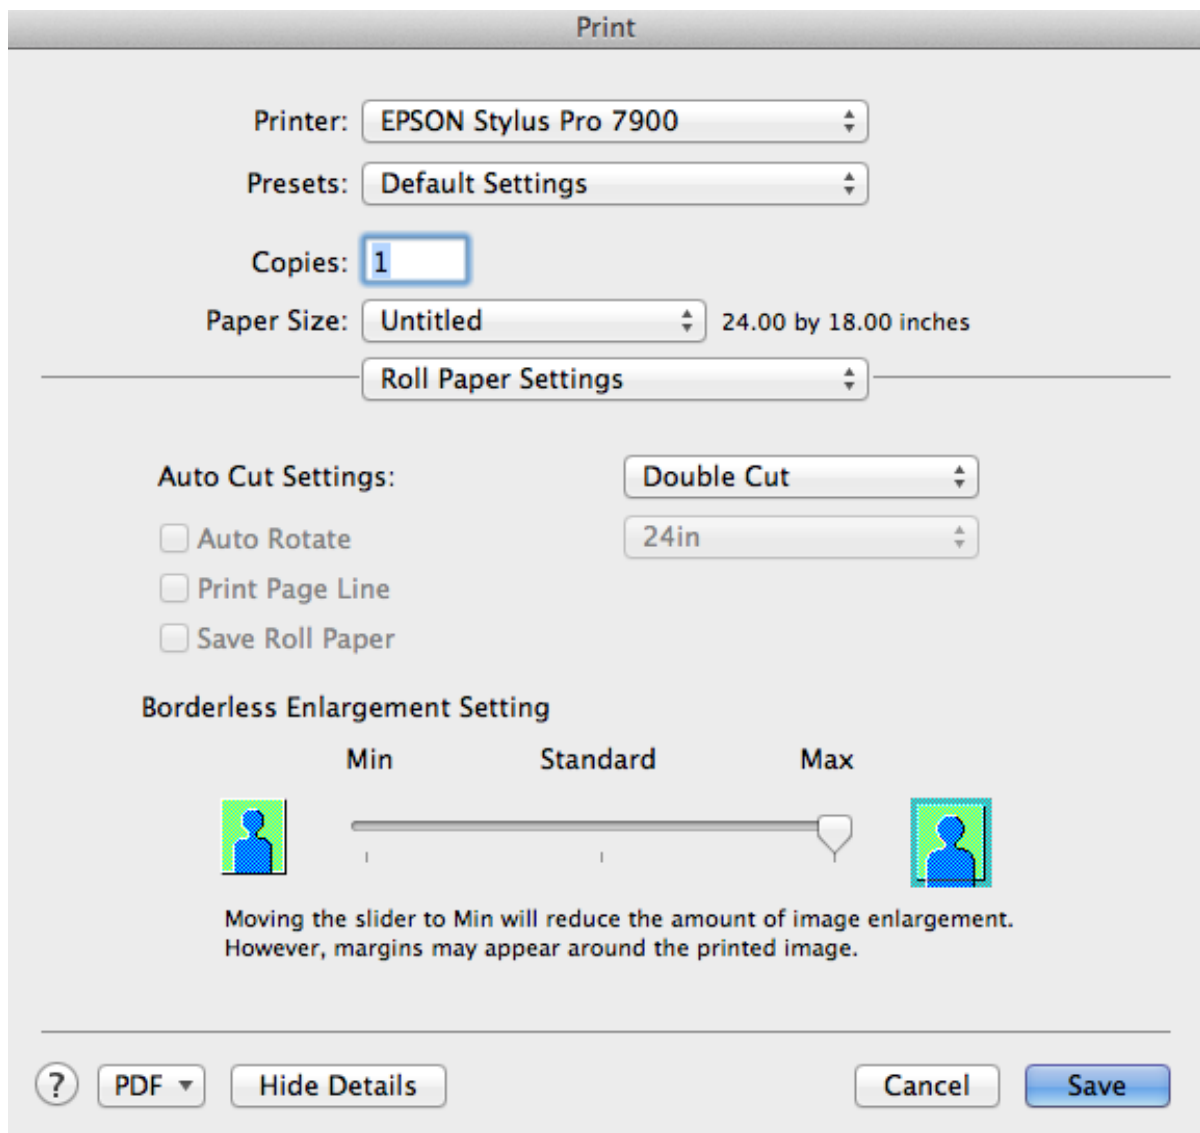 Print
Printer: EPSON Stylus Pro 7900
Presets: Default Settings
Copies: 1
Paper Size: Untitled 24.00 by 18.00 inches
Roll Paper Settings
Auto Cut Settings: Double Cut
Auto Rotate 24in
Print Page Line
Save Roll Paper
Borderless Enlargement Setting
Min Standard Max
Moving the slider to Min will reduce the amount of image enlargement.
However, margins may appear around the printed image.
? PDF Hide Details Cancel Save